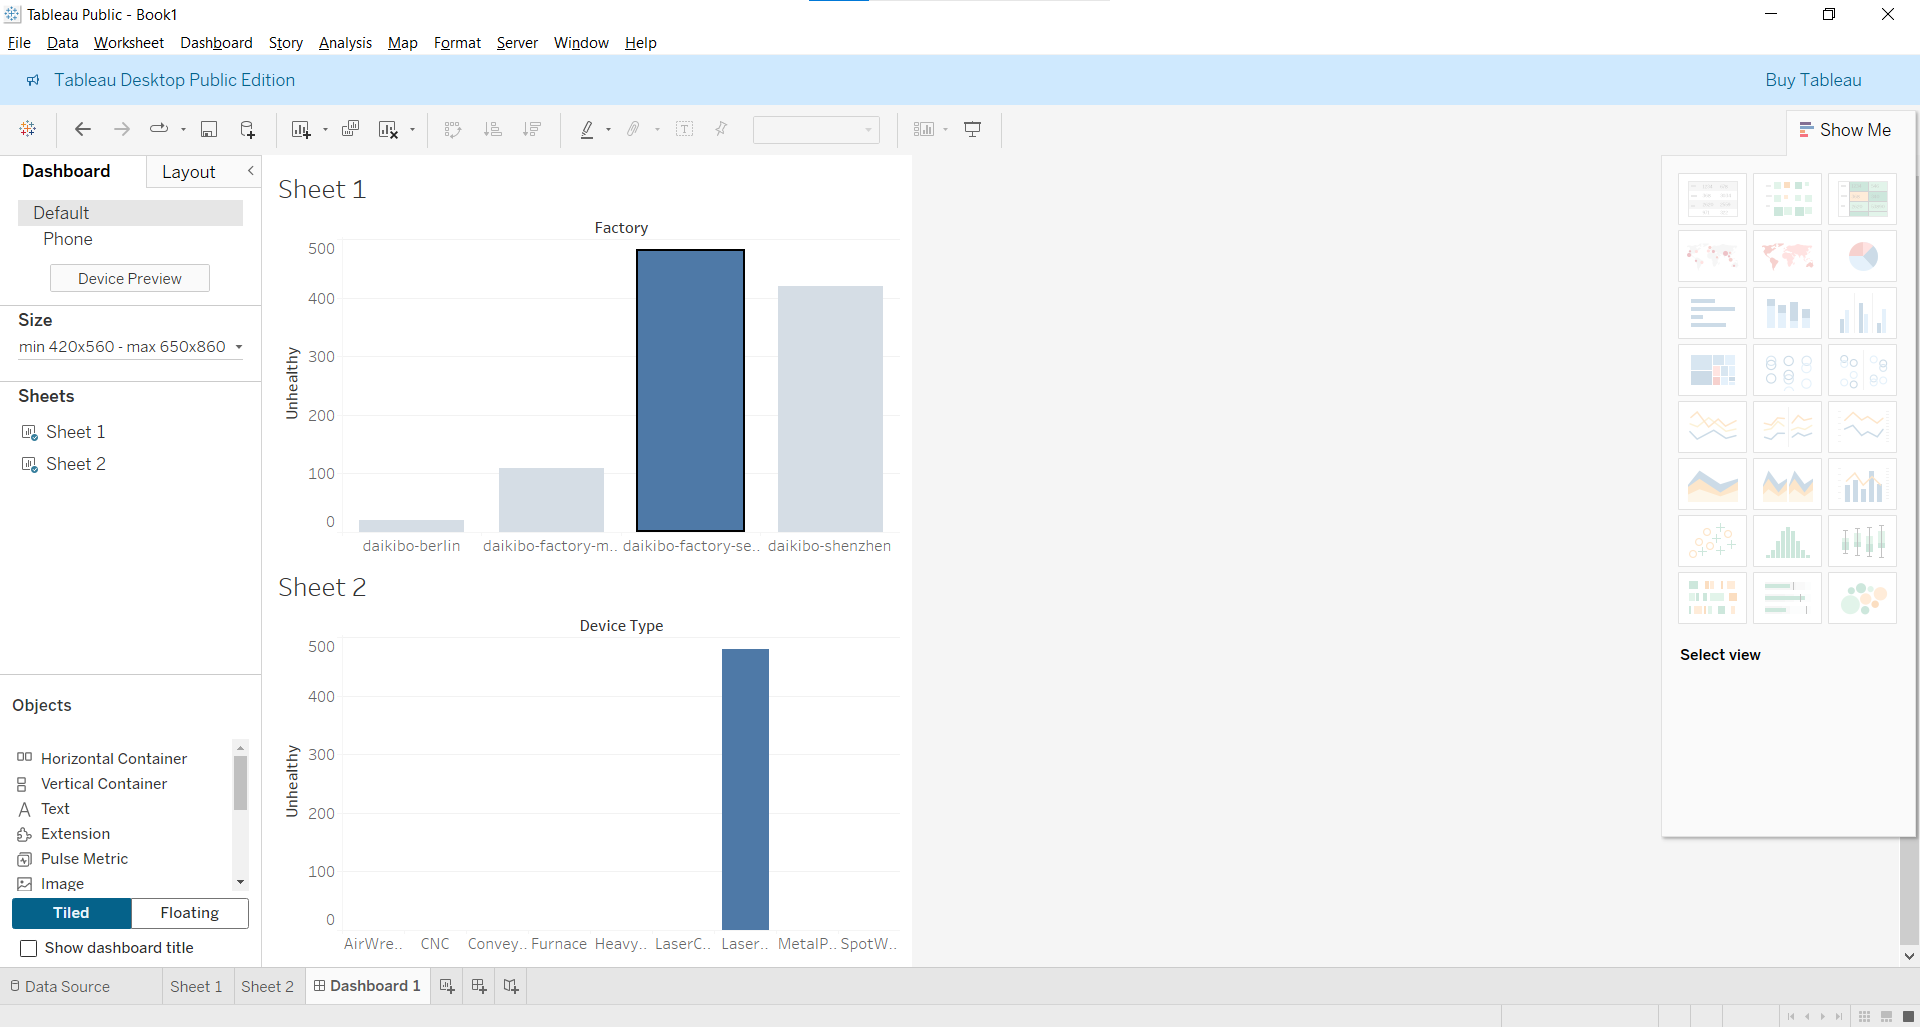 Tableau Public - Book1
File Data Worksheet Dashboard Story Analysis Map Format Server Window Help
Tableau Desktop Public Edition
Buy Tableau
Show Me
Dashboard
Layout
Default
Phone
Device Preview
Size
min 420x560 - max 650x860
Sheets
Sheet 1
Sheet 2
Objects
Horizontal Container
Vertical Container
Text
Extension
Pulse Metric
Image
Tiled
Floating
Show dashboard title
Sheet 1
Factory
Unhealthy
500
400
300
200
100
0
daikibo-berlin daikibo-factory-m.. daikibo-factory-se.. daikibo-shenzhen
Sheet 2
Device Type
Unhealthy
500
400
300
200
100
0
AirWre.. CNC Convey.. Furnace Heavy.. LaserC.. Laser.. MetalP.. SpotW..
Select view
Data Source Sheet 1 Sheet 2 Dashboard 1